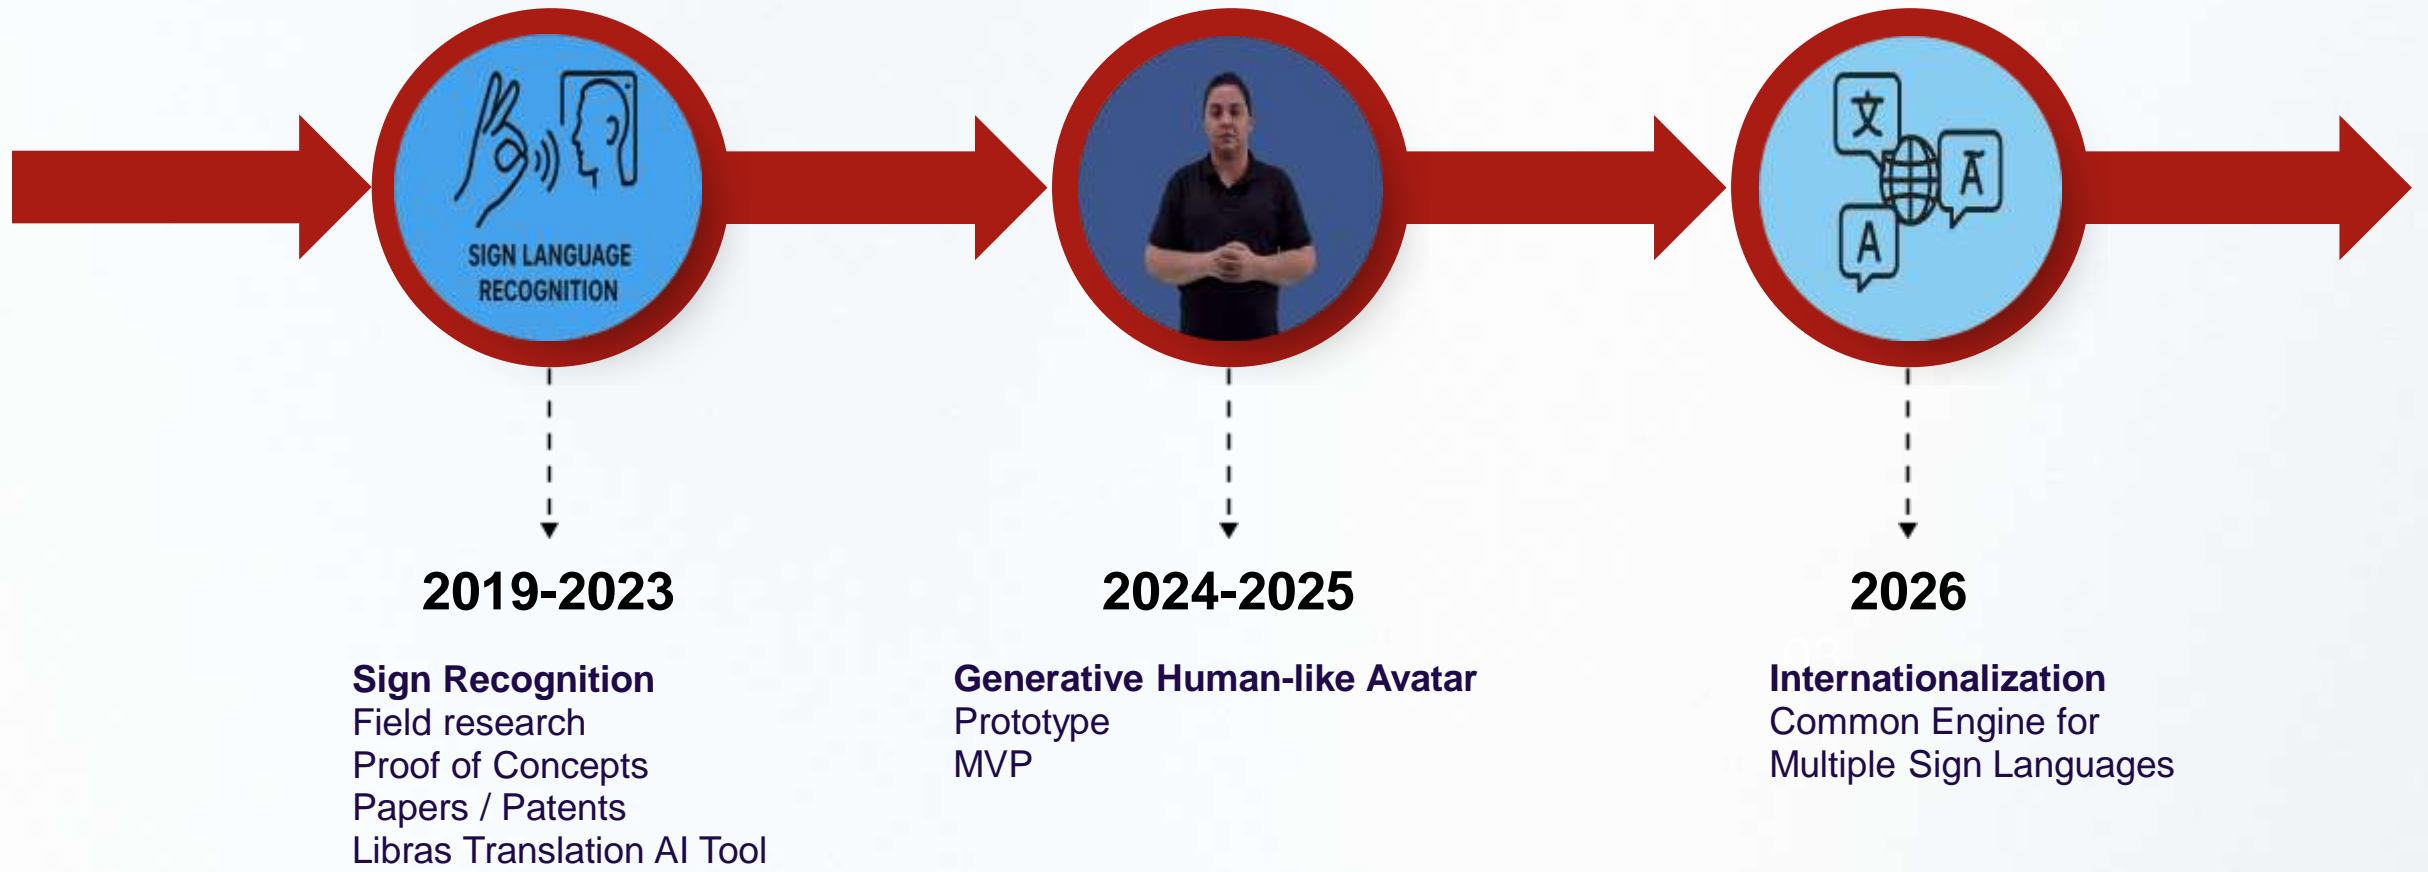 SIGN LANGUAGE
RECOGNITION
文
Ā
A
2019-2023
Sign Recognition
Field research
Proof of Concepts
Papers / Patents
Libras Translation AI Tool
2024-2025
Generative Human-like Avatar
Prototype
MVP
2026
03
Internationalization
Common Engine for
Multiple Sign Languages